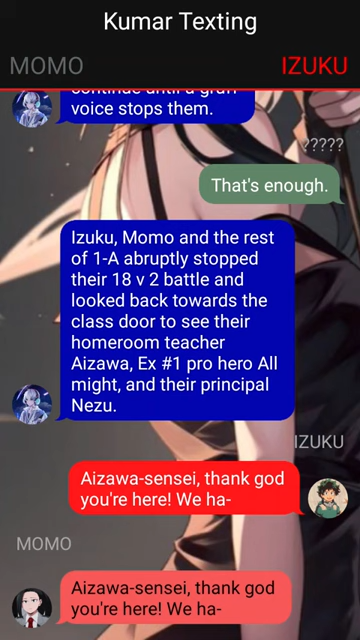 Kumar Texting
MOMO
IZUKU
voice stops them.
?????
That's enough.
Izuku, Momo and the rest
of 1-A abruptly stopped
their 18 v 2 battle and
looked back towards the
class door to see their
homeroom teacher
Aizawa, Ex #1 pro hero All
might, and their principal
Nezu.
IZUKU
Aizawa-sensei, thank god
you're here! We ha-
MOMO
Aizawa-sensei, thank god
you're here! We ha-